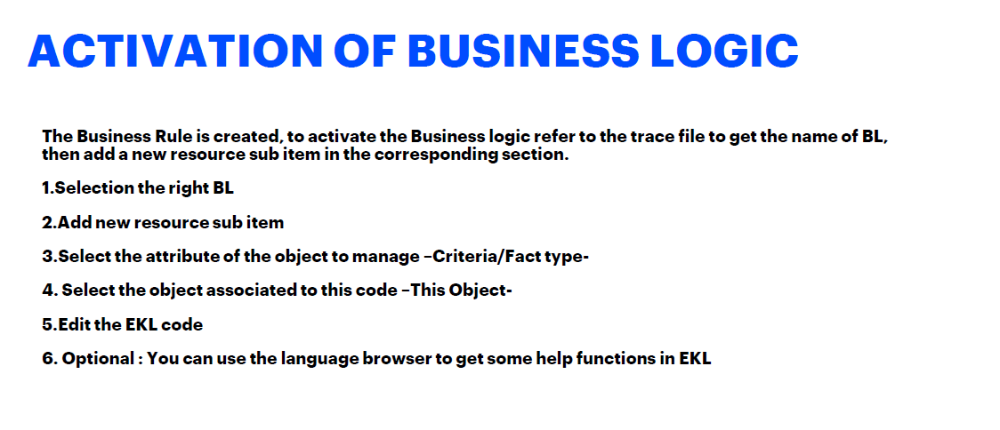 ACTIVATION OF BUSINESS LOGIC
The Business Rule is created, to activate the Business logic refer to the trace file to get the name of BL,
then add a new resource sub item in the corresponding section.
1.Selection the right BL
2.Add new resource sub item
3.Select the attribute of the object to manage –Criteria/Fact type-
4. Select the object associated to this code –This Object-
5.Edit the EKL code
6. Optional : You can use the language browser to get some help functions in EKL